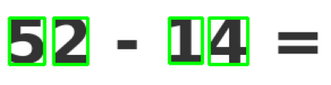 52 - 14 =